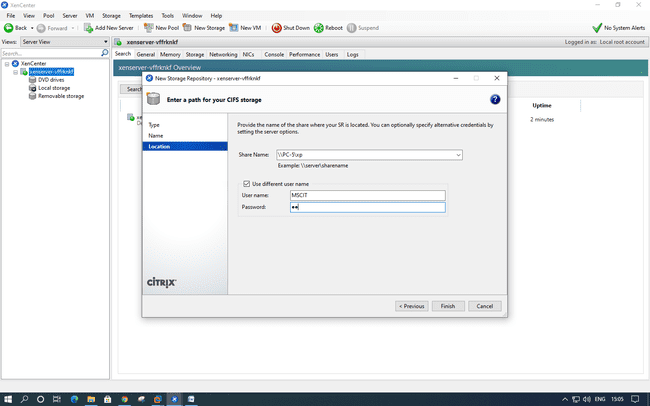 XenCenter
File View Pool Server VM Storage Templates Tools Window Help
Back Forward Add New Server New Pool New Storage New VM Shut Down Reboot Suspend No System Alerts
Views: Server View xenserver-vffrknkf Logged in as: Local root account
Search... Search General Memory Storage Networking NICs Console Performance Users Logs
XenCenter
xenserver-vffrknkf
DVD drives
Local storage
Removable storage
xenserver-vffrknkf Overview
New Storage Repository - xenserver-vffrknkf
Enter a path for your CIFS storage
Uptime
2 minutes
Type
Name
Location
Provide the name of the share where your SR is located. You can optionally specify alternative credentials by
setting the server options.
Share Name: \\PC-5\xp
Example: \\server\sharename
Use different user name
User name: MSCIT
Password:
CITRIX
< Previous Finish Cancel
ENG 15:05